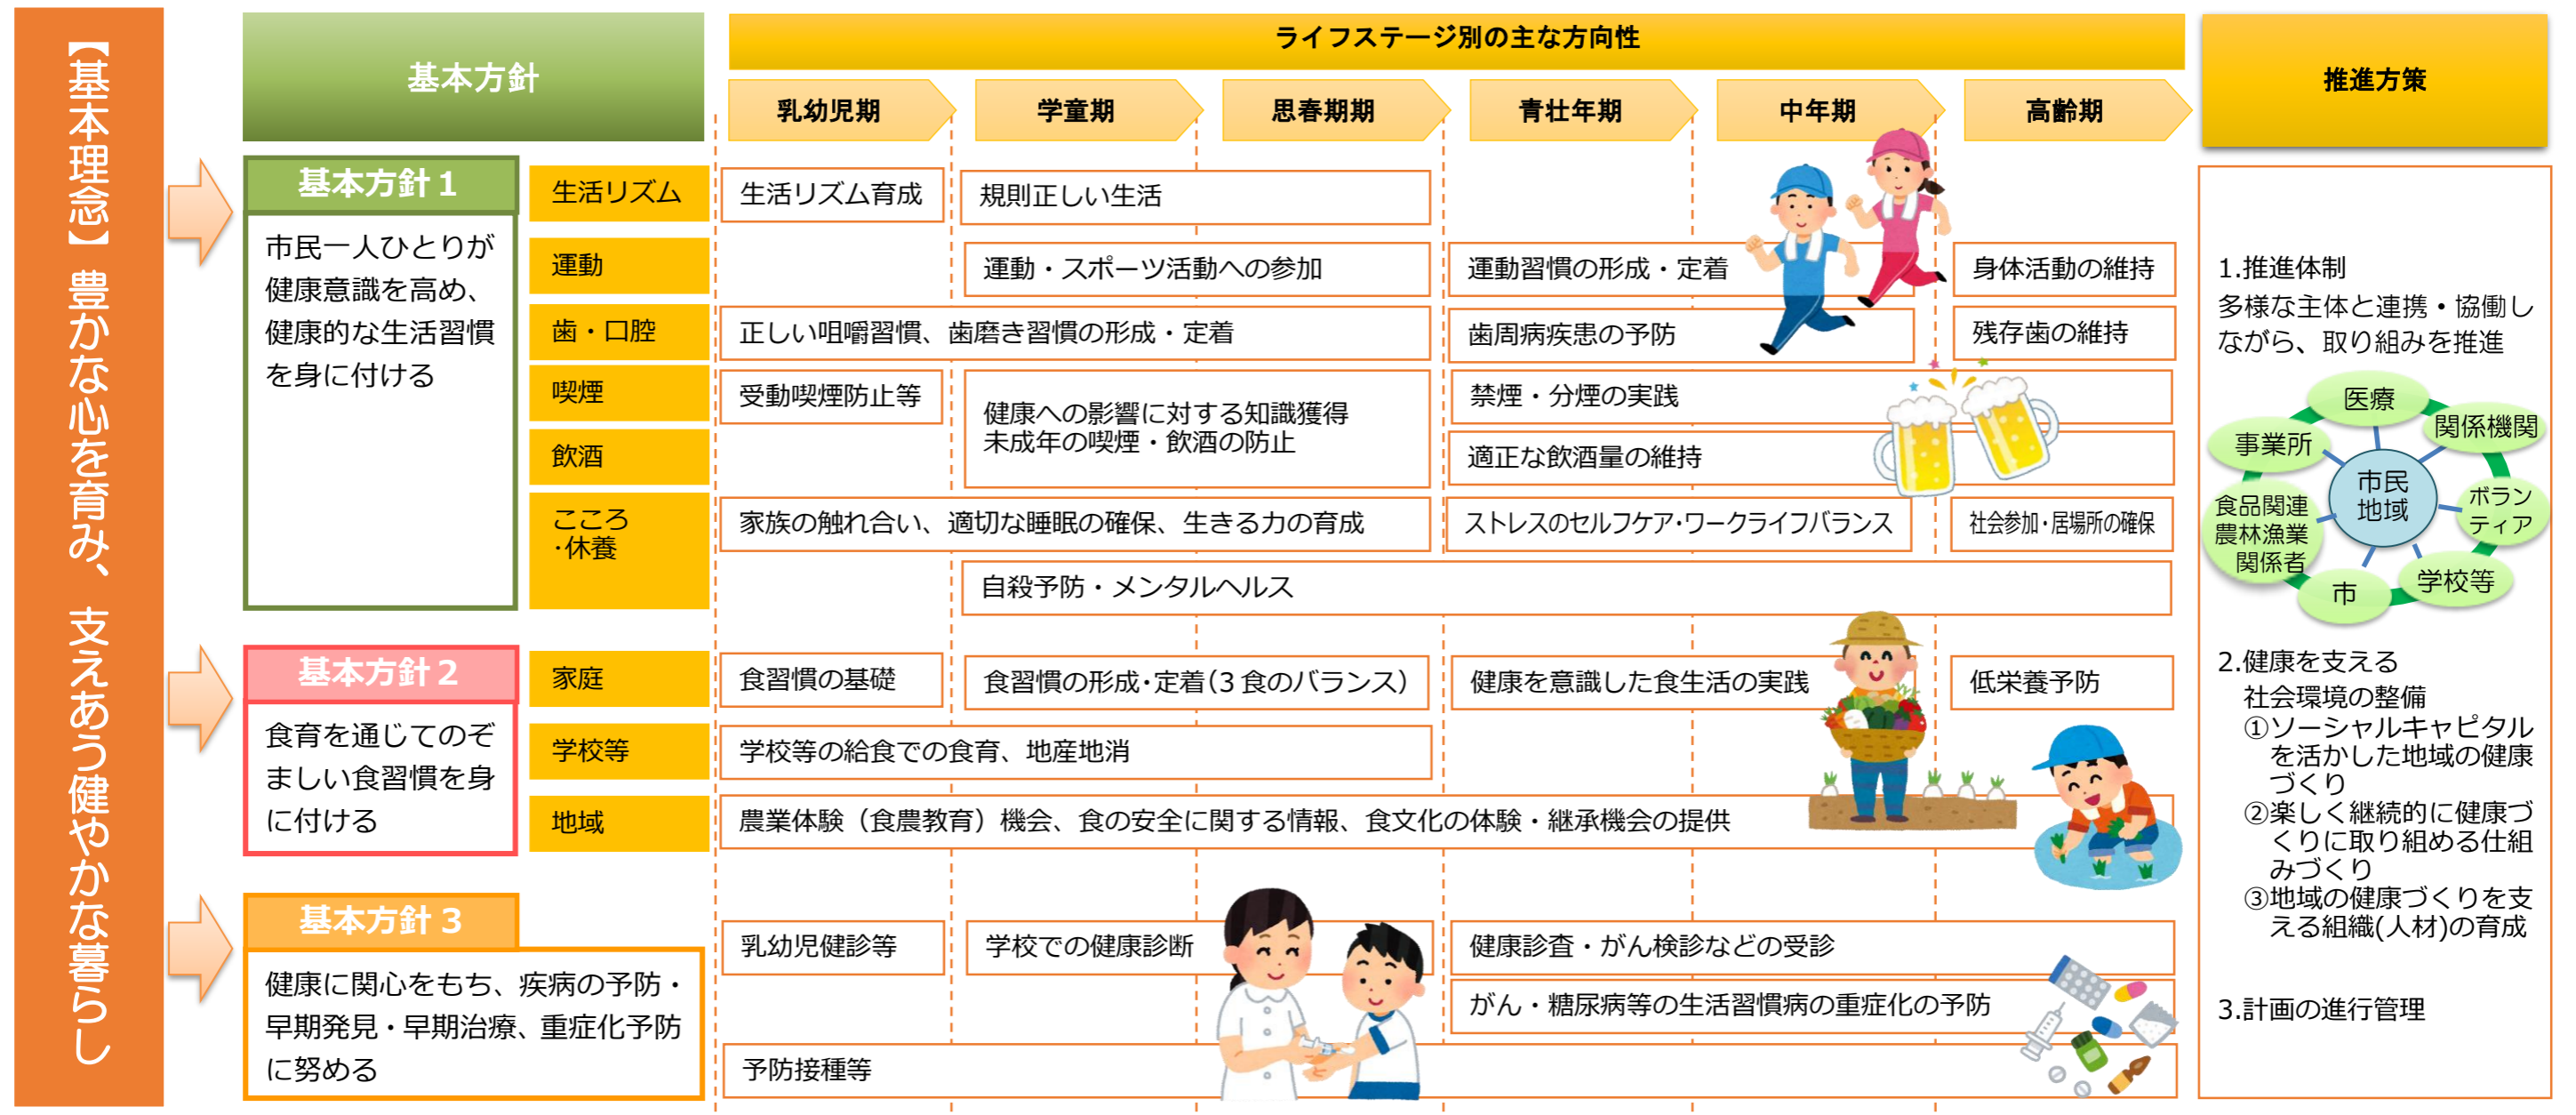 【基本理念】豊かな心を育み、支えあう健やかな暮らし
基本方針
ライフステージ別の主な方向性
乳幼児期
学童期
思春期期
青壮年期
中年期
高齢期
推進方策
基本方針1
市民一人ひとりが
健康意識を高め、
健康的な生活習慣
を身に付ける
生活リズム
生活リズム育成
規則正しい生活
運動
運動・スポーツ活動への参加
運動習慣の形成・定着
身体活動の維持
歯・口腔
正しい咀嚼習慣、歯磨き習慣の形成・定着
歯周病疾患の予防
残存歯の維持
喫煙
受動喫煙防止等
健康への影響に対する知識獲得
未成年の喫煙・飲酒の防止
禁煙・分煙の実践
飲酒
適正な飲酒量の維持
こころ
・休養
家族の触れ合い、適切な睡眠の確保、生きる力の育成
ストレスのセルフケア・ワークライフバランス
社会参加・居場所の確保
自殺予防・メンタルヘルス
基本方針2
食育を通じてのぞ
ましい食習慣を身
に付ける
家庭
食習慣の基礎
食習慣の形成・定着（3食のバランス）
健康を意識した食生活の実践
低栄養予防
学校等
学校等の給食での食育、地産地消
地域
農業体験（食農教育）機会、食の安全に関する情報、食文化の体験・継承機会の提供
基本方針3
健康に関心をもち、疾病の予防・
早期発見・早期治療、重症化予防
に努める
乳幼児健診等
学校での健康診断
健康診査・がん検診などの受診
がん・糖尿病等の生活習慣病の重症化の予防
予防接種等
1.推進体制
多様な主体と連携・協働し
ながら、取り組みを推進
医療
関係機関
事業所
市民
地域
ボラン
ティア
食品関連
農林漁業
関係者
学校等
市
2.健康を支える
社会環境の整備
①ソーシャルキャピタル
を活かした地域の健康
づくり
②楽しく継続的に健康づ
くりに取り組める仕組
みづくり
③地域の健康づくりを支
える組織(人材)の育成
3.計画の進行管理